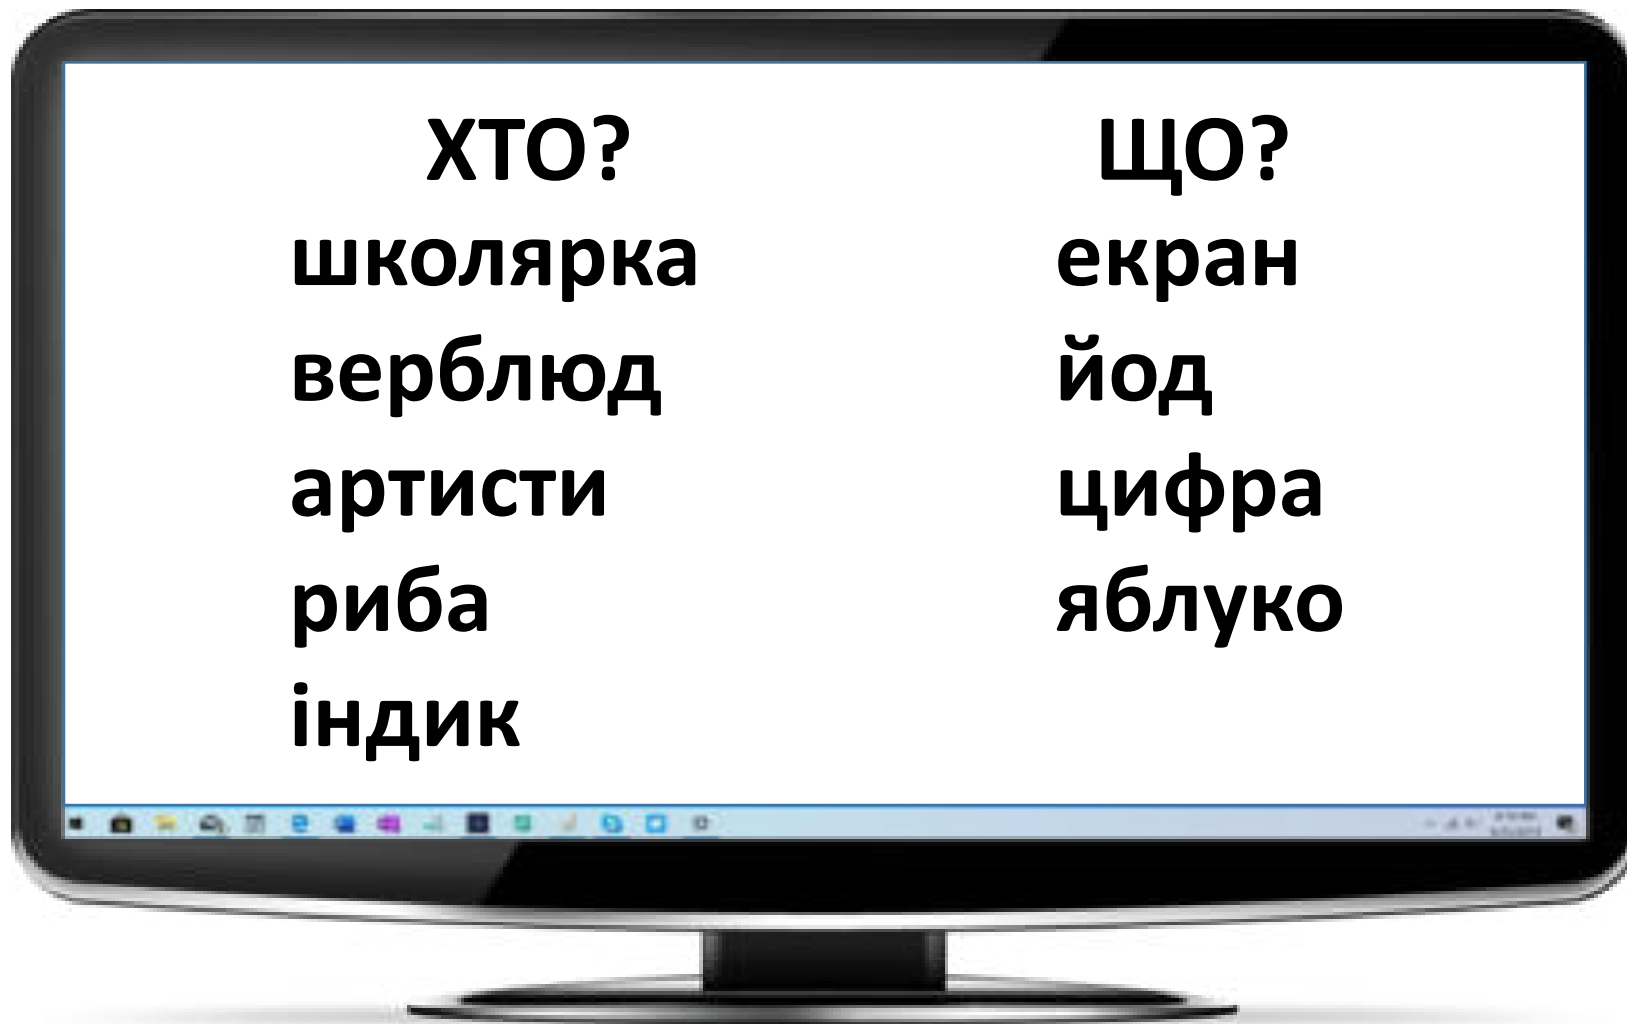 ХТО? ЩО?
школярка екран
верблюд йод
артисти цифра
риба яблуко
індик